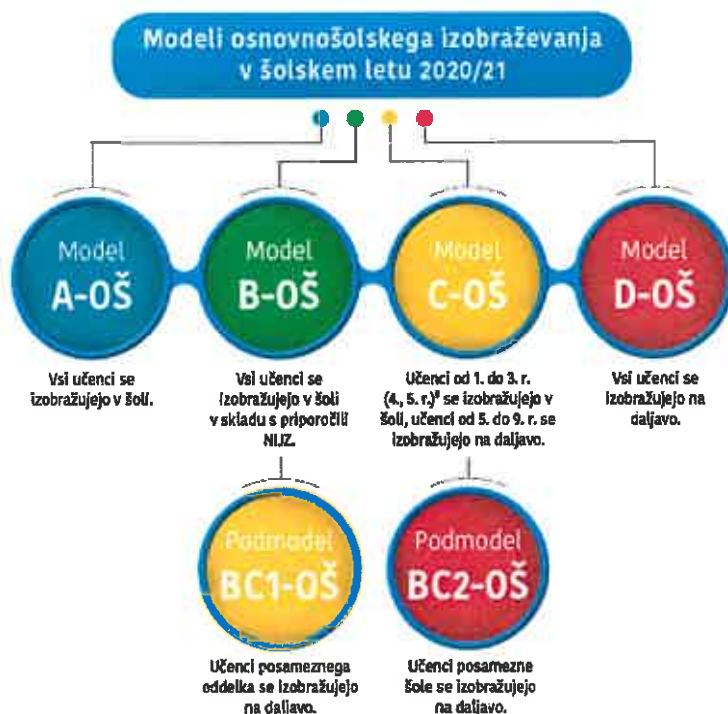 Modeli osnovnošolskega izobraževanja
v šolskem letu 2020/21
Model
A-OŠ
Vsi učenci se
izobražujejo v šoli.
Model
B-OŠ
Vsi učenci se
izobražujejo v šoli
v skladu s priporočili
NIJZ.
Model
C-OŠ
Učenci od 1. do 3. r.
(4., 5. r.) se izobražujejo v
šoli, učenci od 5. do 9. r. se
izobražujejo na daljavo.
Model
D-OŠ
Vsi učenci se
izobražujejo na
daljavo.
Podmodel
BC1-OŠ
Učenci posameznega
oddelka se izobražujejo
na daljavo.
Podmodel
BC2-OŠ
Učenci posamezne
šole se izobražujejo
na daljavo.